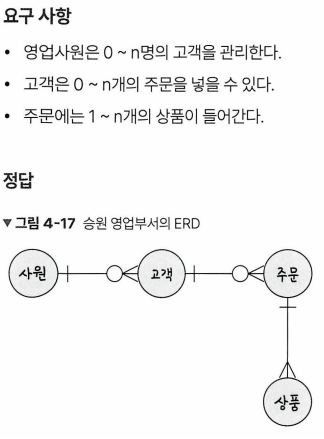 요구 사항
• 영업사원은 0 ~ n명의 고객을 관리한다.
• 고객은 0 ~ n개의 주문을 넣을 수 있다.
• 주문에는 1 ~ n개의 상품이 들어간다.
정답
▼ 그림 4-17 승원 영업부서의 ERD
사원
고객
주문
상품